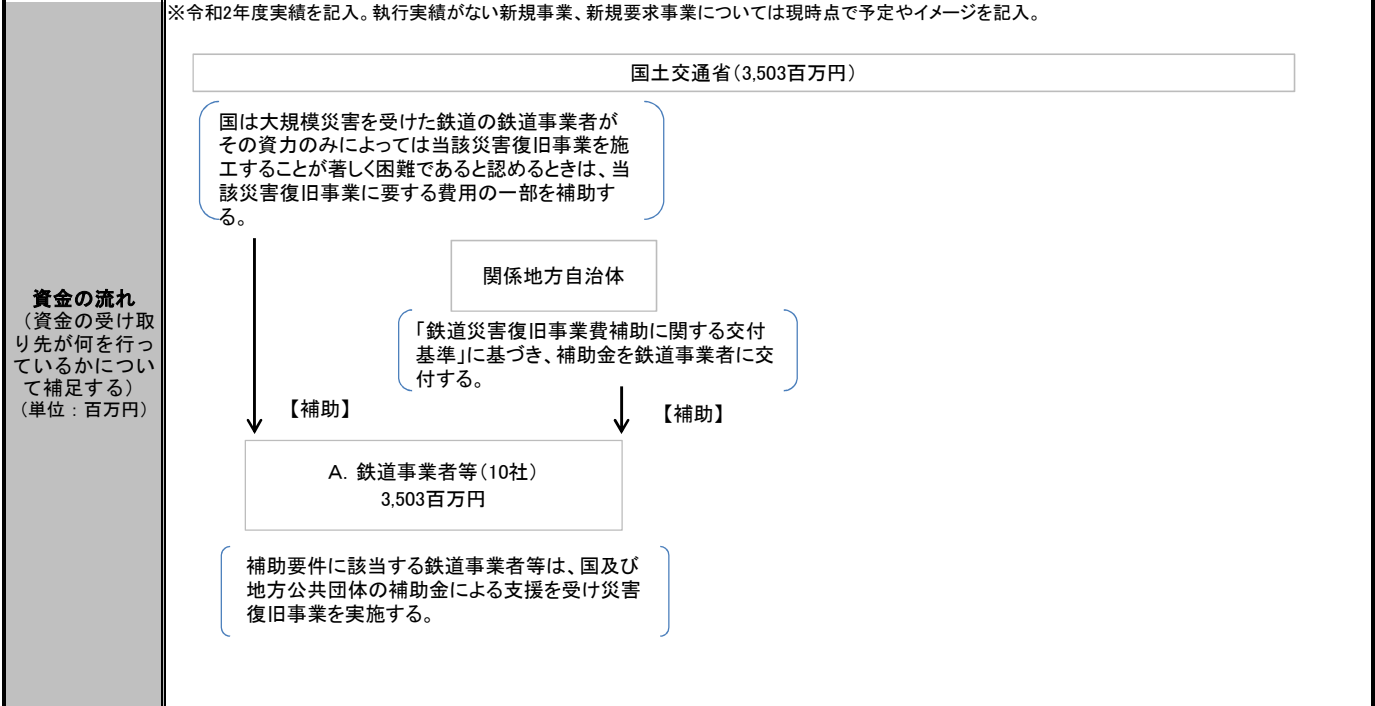 ※令和2年度実績を記入。執行実績がない新規事業、新規要求事業については現時点で予定やイメージを記入。
国土交通省（3,503百万円）
国は大規模災害を受けた鉄道の鉄道事業者が
その資力のみによっては当該災害復旧事業を施
工することが著しく困難であると認めるときは、当
該災害復旧事業に要する費用の一部を補助す
る。
関係地方自治体
「鉄道災害復旧事業費補助に関する交付
基準」に基づき、補助金を鉄道事業者に交
付する。
資金の流れ
（資金の受け取
り先が何を行っ
ているかについ
て補足する）
（単位：百万円）
【補助】
【補助】
A．鉄道事業者等（10社）
3,503百万円
補助要件に該当する鉄道事業者等は、国及び
地方公共団体の補助金による支援を受け災害
復旧事業を実施する。